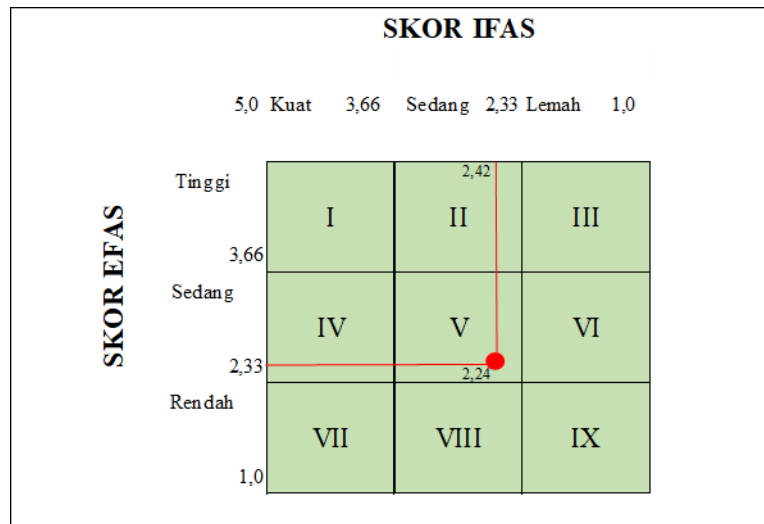 SKOR IFAS
5,0 Kuat 3,66 Sedang 2,33 Lemah 1,0
SKOR EFAS
Tinggi
2,42
I II III
3,66
Sedang
IV V VI
2,33
2,24
Rendah
VII VIII IX
1,0